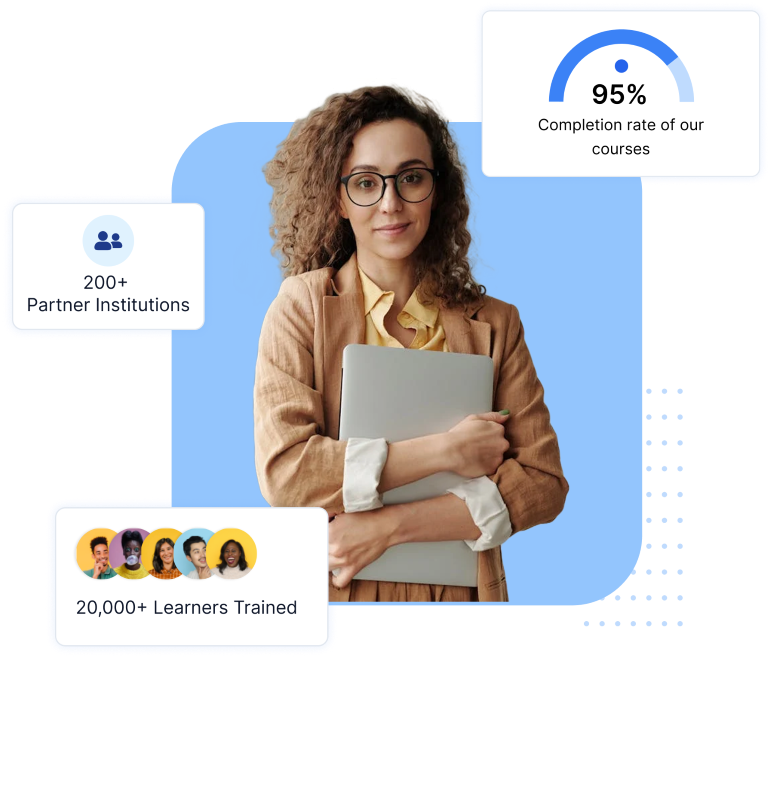 95%
Completion rate of our
courses
200+
Partner Institutions
20,000+ Learners Trained